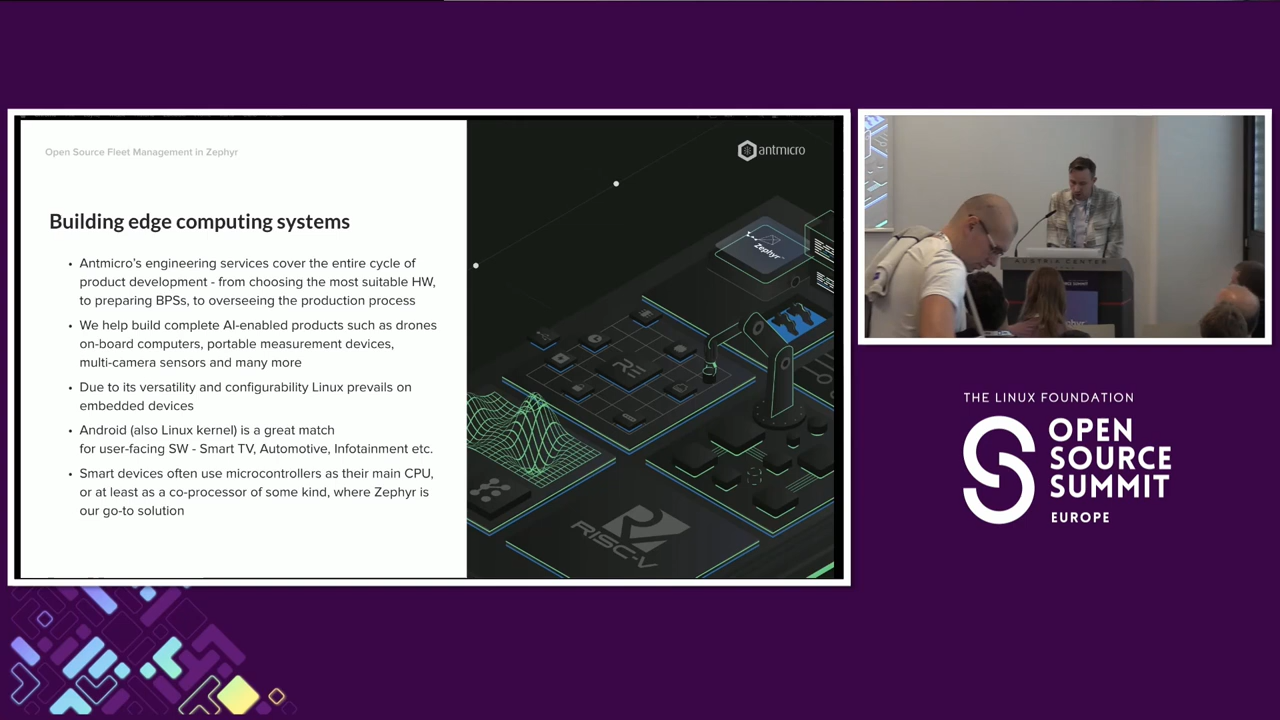 Open Source Fleet Management in Zephyr
antmicro
Building edge computing systems
• Antmicro's engineering services cover the entire cycle of
product development - from choosing the most suitable HW,
to preparing BPSs, to overseeing the production process
• We help build complete AI-enabled products such as drones
on-board computers, portable measurement devices,
multi-camera sensors and many more
• Due to its versatility and configurability Linux prevails on
embedded devices
• Android (also Linux kernel) is a great match
for user-facing SW - Smart TV, Automotive, Infotainment etc.
• Smart devices often use microcontrollers as their main CPU,
or at least as a co-processor of some kind, where Zephyr is
our go-to solution
Zephyr™
RE
RISC-V
AUSTRIA CENTER
THE LINUX FOUNDATION
OPEN
SOURCE
SUMMIT
EUROPE